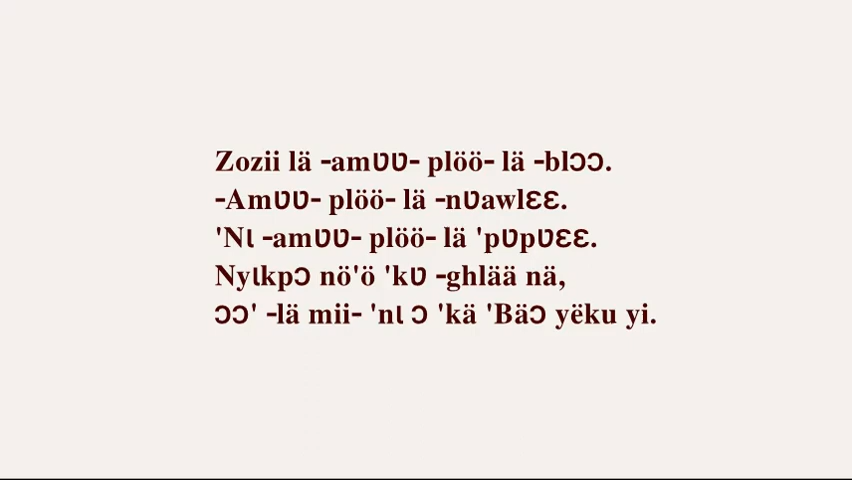 Zozii lä -amʋʋ- plöö- lä -blɔɔ.
-Amʋʋ- plöö- lä -nʋawlɛɛ.
'Nɩ -amʋʋ- plöö- lä 'pʋpʋɛɛ.
Nyɩkpɔ nö'ö 'kʋ -ghlää nä,
ɔɔ' -lä mii- 'nɩ ɔ 'kä 'Bäɔ yëku yi.